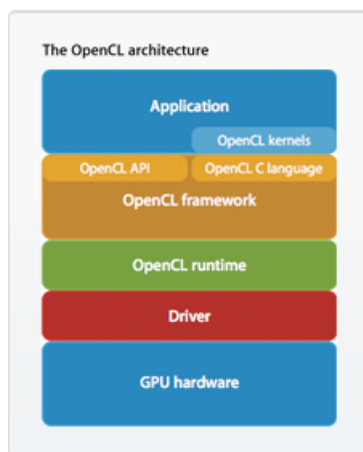 The OpenCL architecture
Application
OpenCL kernels
OpenCL API OpenCL C language
OpenCL framework
OpenCL runtime
Driver
GPU hardware